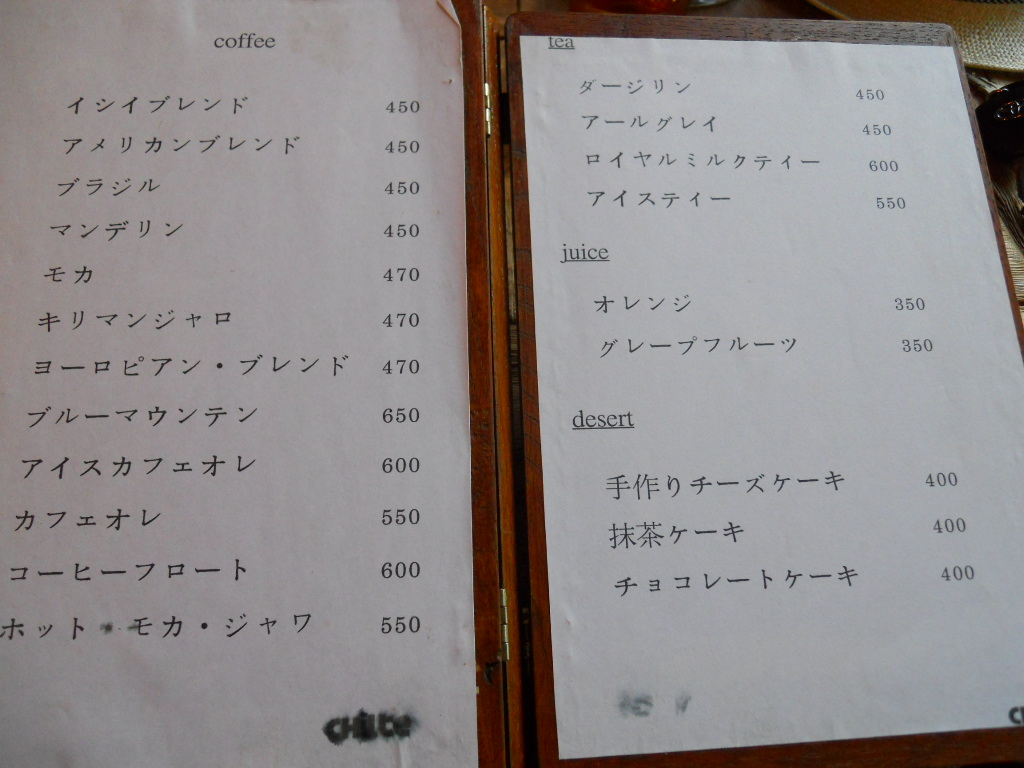 coffee
イシイブレンド 450
アメリカンブレンド 450
ブラジル 450
マンデリン 450
モカ 470
キリマンジャロ 470
ヨーロピアン・ブレンド 470
ブルーマウンテン 650
アイスカフェオレ 600
カフェオレ 550
コーヒーフロート 600
ホット・モカ・ジャワ 550
tea
ダージリン 450
アールグレイ 450
ロイヤルミルクティー 600
アイスティー 550
juice
オレンジ 350
グレープフルーツ 350
desert
手作りチーズケーキ 400
抹茶ケーキ 400
チョコレートケーキ 400